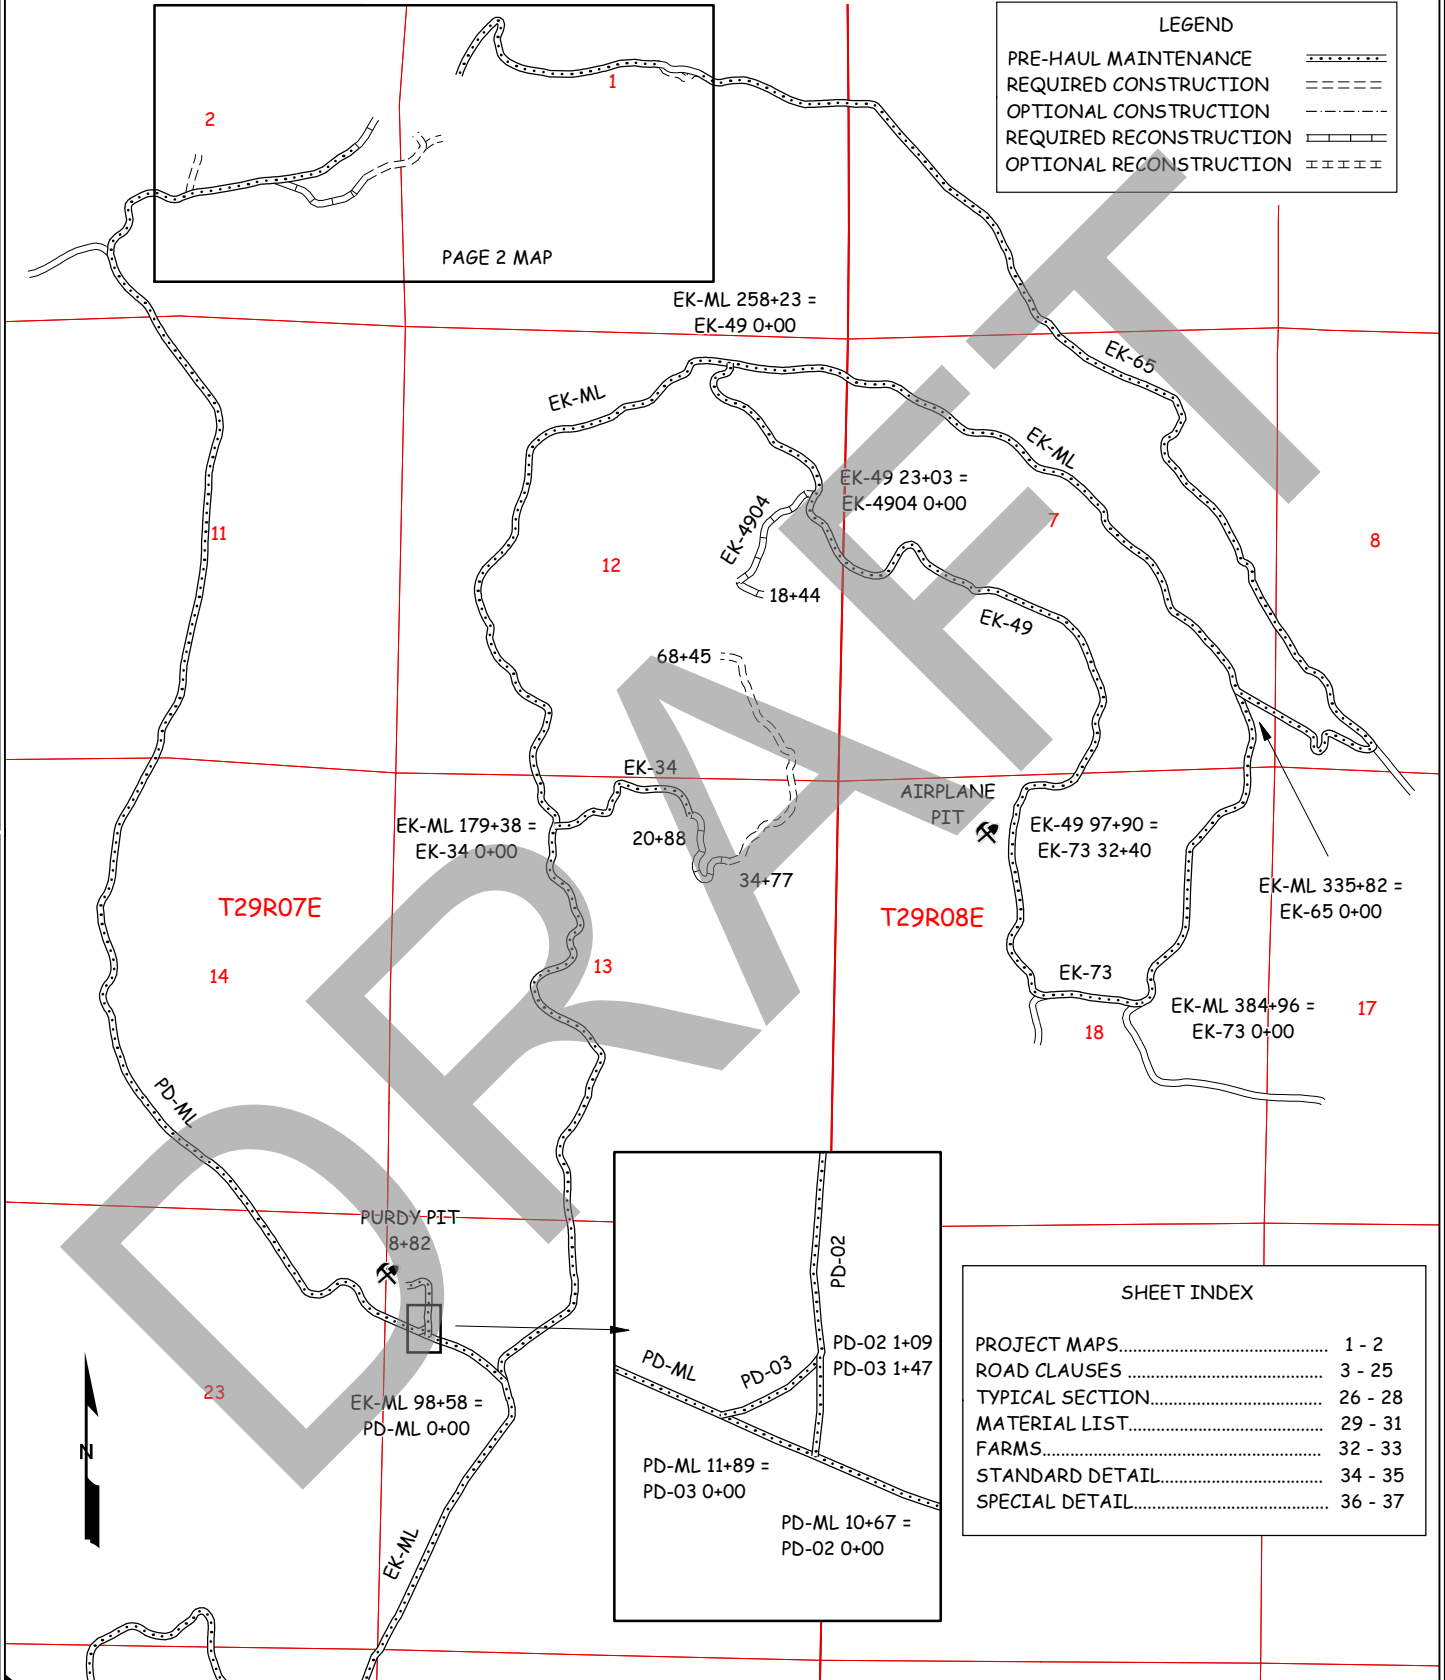 LEGEND
PRE-HAUL MAINTENANCE
REQUIRED CONSTRUCTION
OPTIONAL CONSTRUCTION
REQUIRED RECONSTRUCTION
OPTIONAL RECONSTRUCTION
1
2
PAGE 2 MAP
EK-ML 258+23 =
EK-49 0+00
EK-65
EK-ML
EK-ML
EK-49 23+03 =
EK-4904 0+00
EK-4904
7
11
8
12
18+44
EK-49
68+45
EK-34
AIRPLANE
PIT
EK-ML 179+38 =
EK-34 0+00
20+88
EK-49 97+90 =
EK-73 32+40
34+77
EK-ML 335+82 =
EK-65 0+00
T29R07E
T29R08E
14
13
EK-73
EK-ML 384+96 =
EK-73 0+00
17
18
PD-ML
PURDY PIT
8+82
PD-02
PD-02 1+09
PD-03 1+47
PD-ML
PD-03
PD-ML 11+89 =
PD-03 0+00
PD-ML 10+67 =
PD-02 0+00
23
EK-ML 98+58 =
PD-ML 0+00
N
EK-ML
SHEET INDEX
PROJECT MAPS.......................................... 1 - 2
ROAD CLAUSES ....................................... 3 - 25
TYPICAL SECTION.................................. 26 - 28
MATERIAL LIST....................................... 29 - 31
FARMS........................................................ 32 - 33
STANDARD DETAIL................................. 34 - 35
SPECIAL DETAIL....................................... 36 - 37
DRAFT